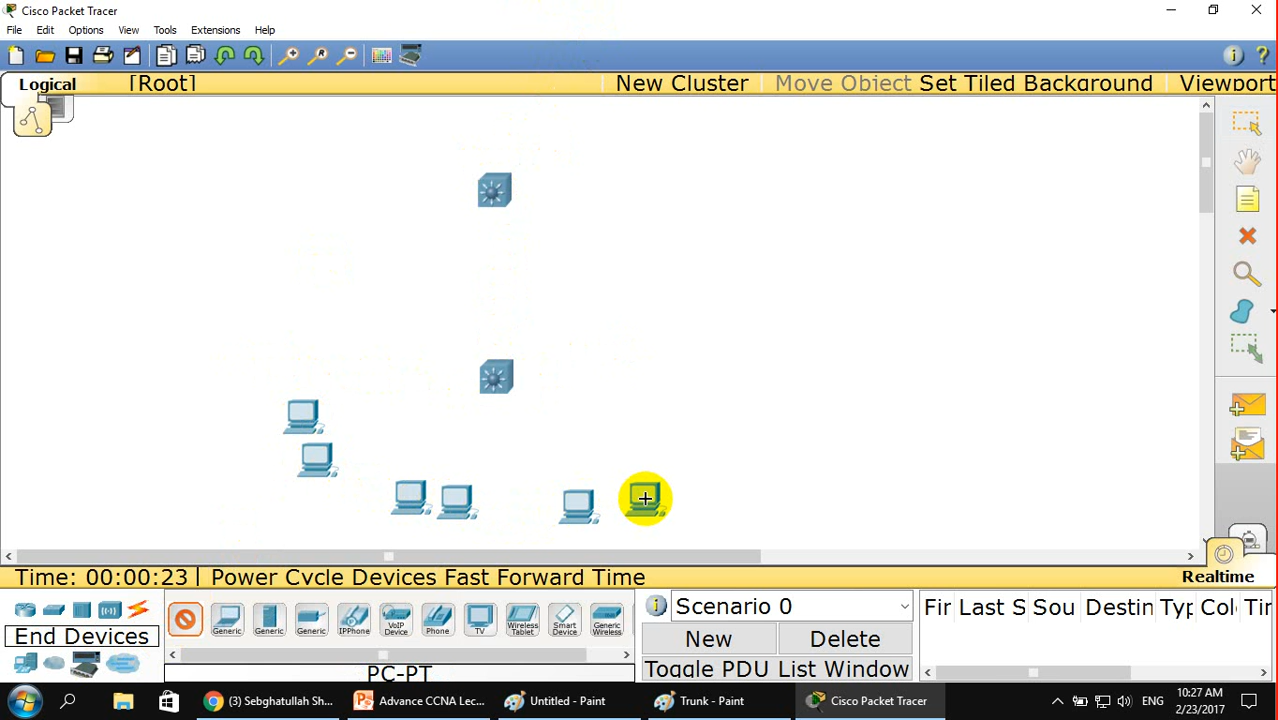 Cisco Packet Tracer
File Edit Options View Tools Extensions Help
Logical [Root] New Cluster Move Object Set Tiled Background Viewport
Time: 00:00:23 Power Cycle Devices Fast Forward Time Realtime
End Devices
Generic Generic Generic IPPhone VoIP Device Phone TV Wireless Tablet Smart Device Generic Wireless
PC-PT
Scenario 0
New Delete
Toggle PDU List Window
Fir Last S Sou Destin Typ Col Tir
(3) Sebghatullah Sh... Advance CCNA Lec... Untitled - Paint Trunk - Paint Cisco Packet Tracer
ENG
10:27 AM
2/23/2017